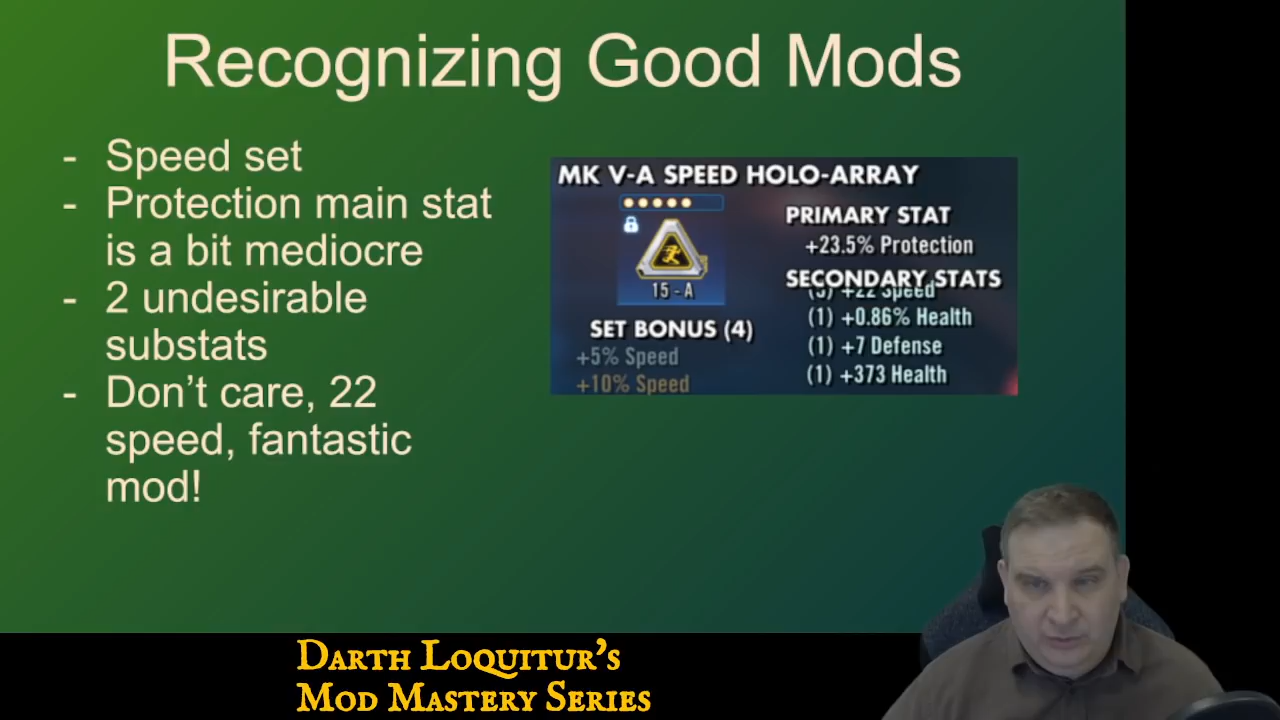 Recognizing Good Mods
- Speed set
- Protection main stat
is a bit mediocre
- 2 undesirable
substats
- Don't care, 22
speed, fantastic
mod!
MK V-A SPEED HOLO-ARRAY
15 - A
SET BONUS (4)
+5% Speed
+10% Speed
PRIMARY STAT
+23.5% Protection
SECONDARY STATS
+22 Speed
(1) +0.86% Health
(1) +7 Defense
(1) +373 Health
Darth Loquitur's
Mod Mastery Series